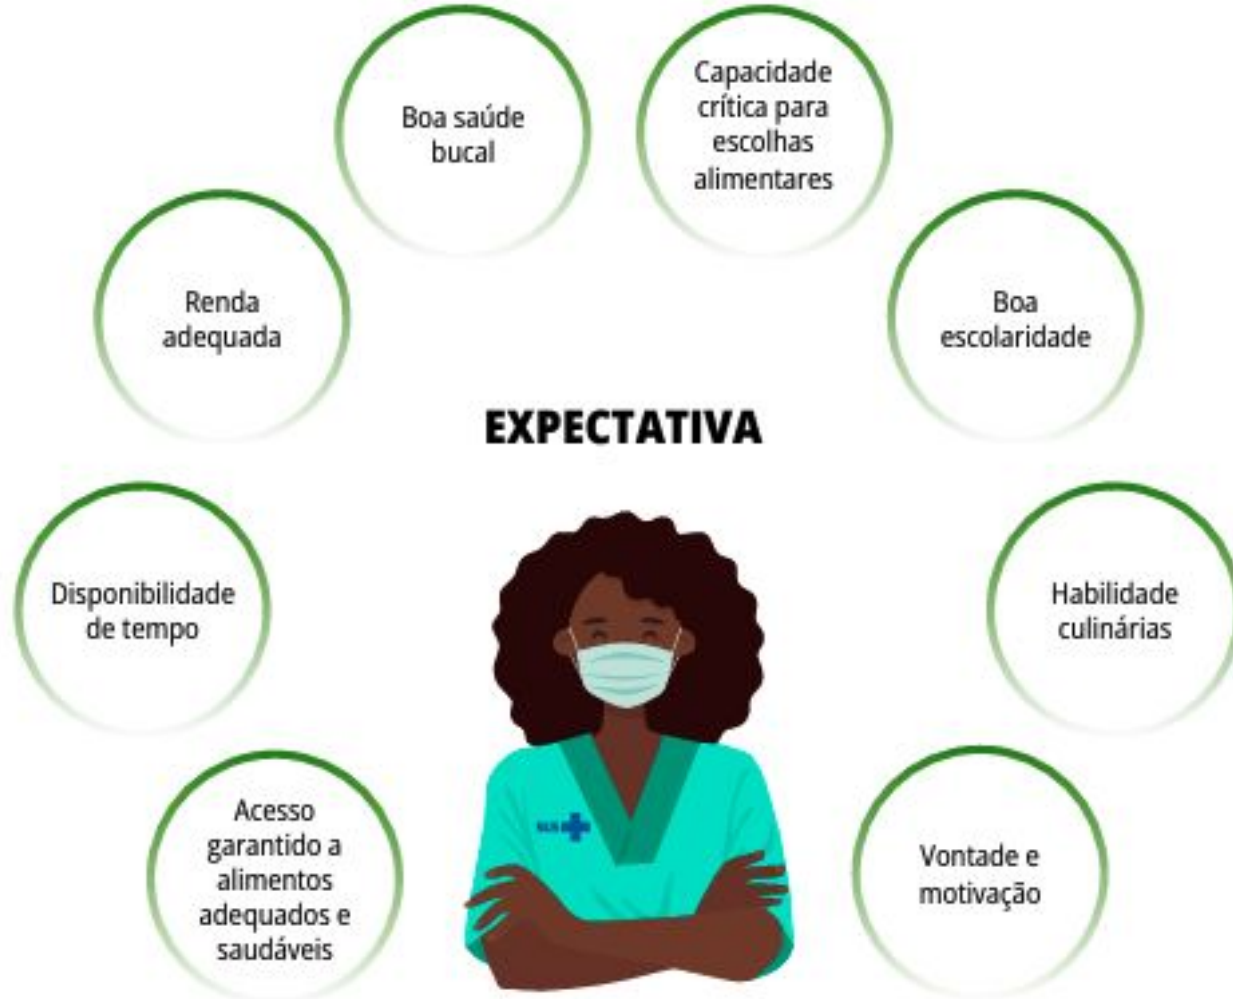 Boa saúde
bucal
Capacidade
crítica para
escolhas
alimentares
Renda
adequada
Boa
escolaridade
EXPECTATIVA
Disponibilidade
de tempo
Habilidade
culinárias
Acesso
garantido a
alimentos
adequados e
saudáveis
Vontade e
motivação
SUS